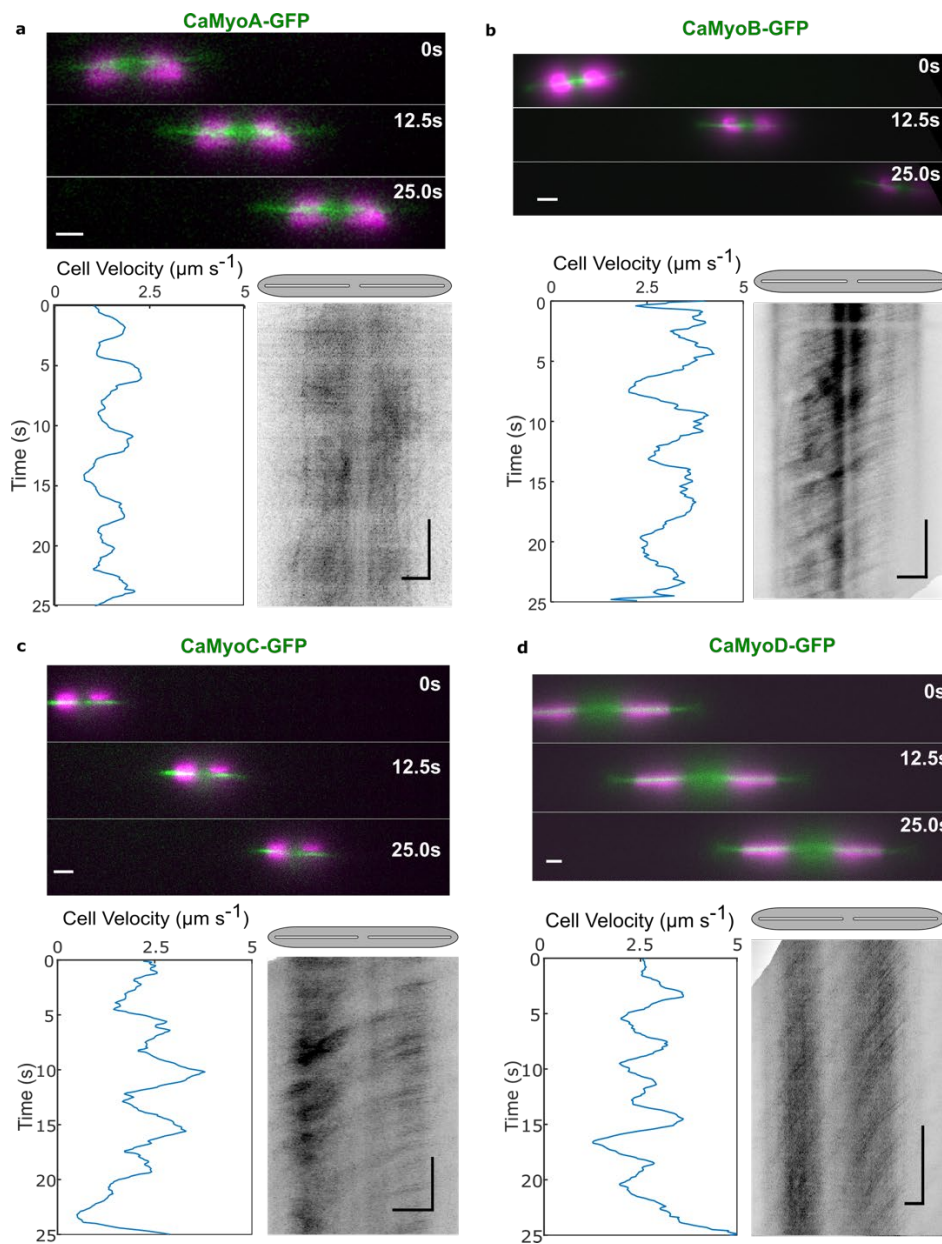 a
CaMyoA-GFP
0s
12.5s
25.0s
Cell Velocity (µm s⁻¹)
0 2.5 5
Time (s)
0
5
10
15
20
25
b
CaMyoB-GFP
0s
12.5s
25.0s
Cell Velocity (µm s⁻¹)
0 2.5 5
Time (s)
0
5
10
15
20
25
c
CaMyoC-GFP
0s
12.5s
25.0s
Cell Velocity (µm s⁻¹)
0 2.5 5
Time (s)
0
5
10
15
20
25
d
CaMyoD-GFP
0s
12.5s
25.0s
Cell Velocity (µm s⁻¹)
0 2.5 5
Time (s)
0
5
10
15
20
25